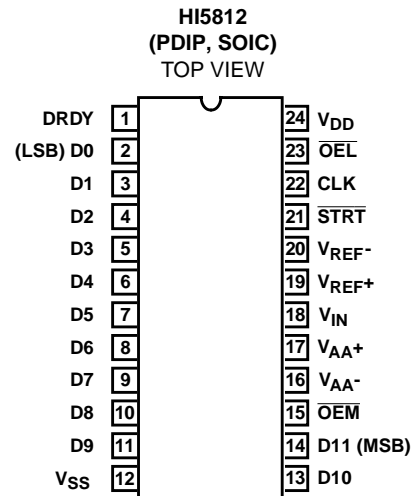 HI5812
(PDIP, SOIC)
TOP VIEW
DRDY 1 24 VDD
(LSB) D0 2 23 OEL
D1 3 22 CLK
D2 4 21 STRT
D3 5 20 VREF-
D4 6 19 VREF+
D5 7 18 VIN
D6 8 17 VAA+
D7 9 16 VAA-
D8 10 15 OEM
D9 11 14 D11 (MSB)
VSS 12 13 D10